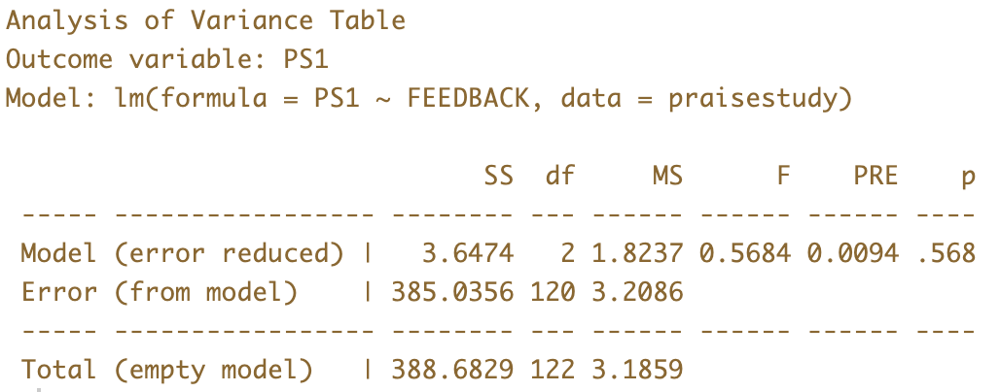 Analysis of Variance Table
Outcome variable: PS1
Model: lm(formula = PS1 ~ FEEDBACK, data = praisestudy)
SS df MS F PRE p
----- ----------------- -------- --- ------ ------ ------ ----
Model (error reduced) | 3.6474 2 1.8237 0.5684 0.0094 .568
Error (from model) | 385.0356 120 3.2086
----- ----------------- -------- --- ------ ------ ------ ----
Total (empty model) | 388.6829 122 3.1859